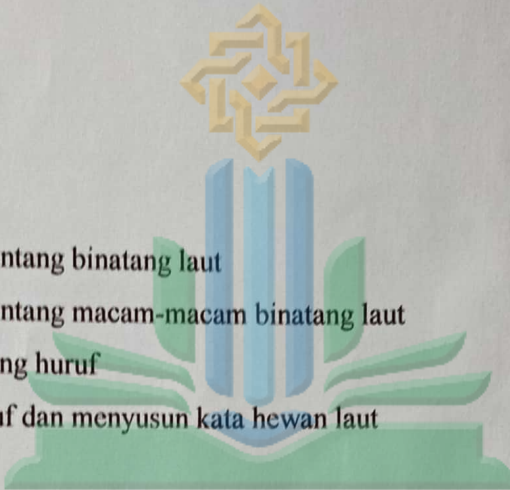 ntang binatang laut
ntang macam-macam binatang laut
ng huruf
uf dan menyusun kata hewan laut